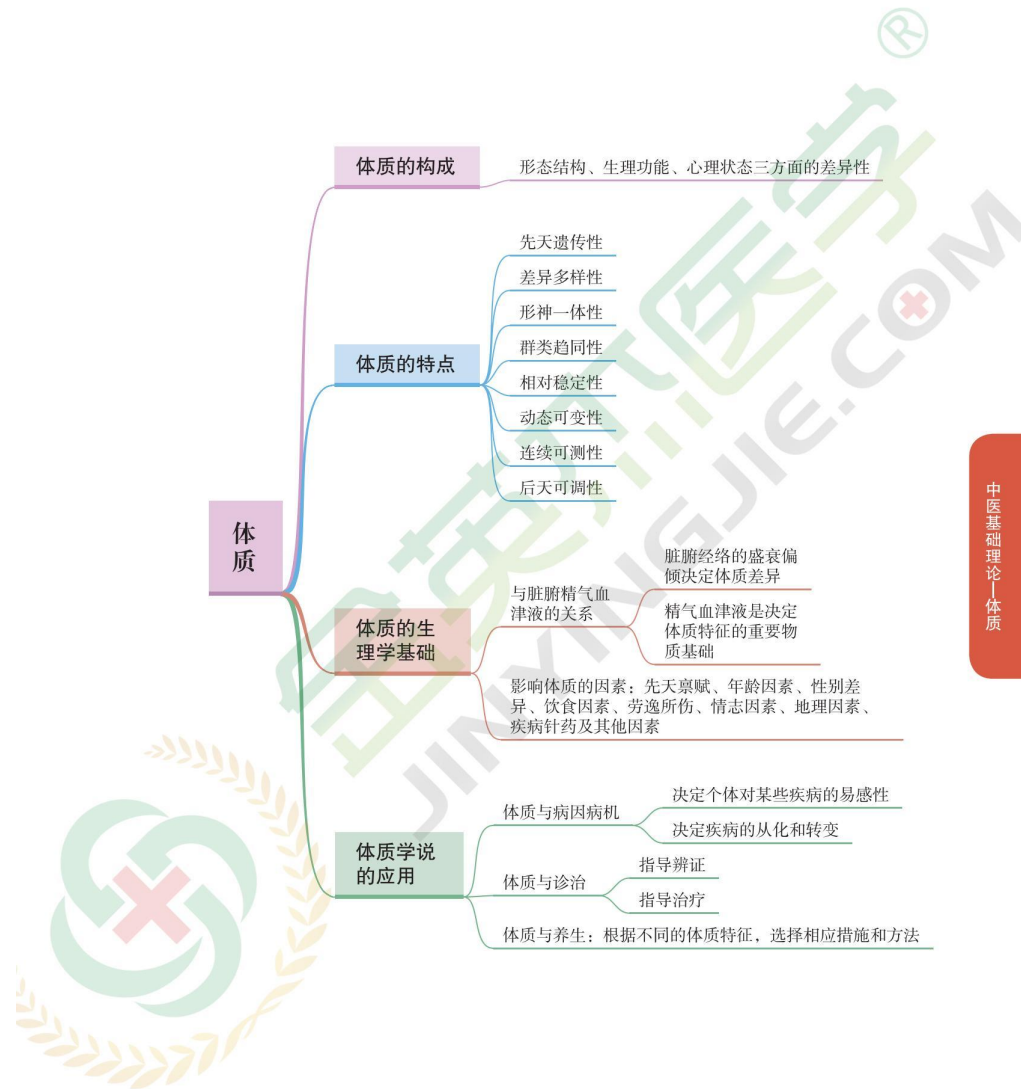 体质的构成
形态结构、生理功能、心理状态三方面的差异性
体质的特点
先天遗传性
差异多样性
形神一体性
群类趋同性
相对稳定性
动态可变性
连续可测性
后天可调性
体
质
体质的生
理学基础
与脏腑精气血
津液的关系
脏腑经络的盛衰偏
倾决定体质差异
精气血津液是决定
体质特征的重要物
质基础
影响体质的因素：先天禀赋、年龄因素、性别差
异、饮食因素、劳逸所伤、情志因素、地理因素、
疾病针药及其他因素
体质学说
的应用
体质与病因病机
决定个体对某些疾病的易感性
决定疾病的从化和转变
体质与诊治
指导辨证
指导治疗
体质与养生：根据不同的体质特征，选择相应措施和方法
中医基础理论—体质
金英杰医学®
JINYINGJIE.COM